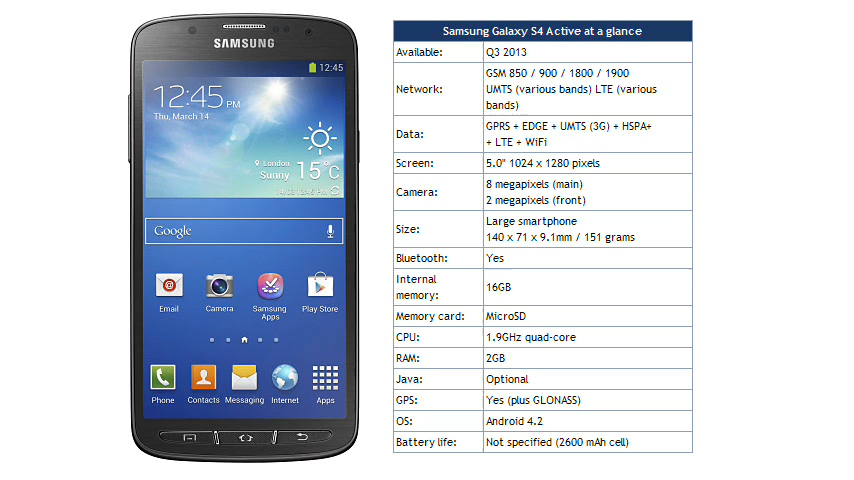 SAMSUNG
12:45
12:45 PM
Thu, March 14
London
Sunny 15°c
Google
Email
Camera
Samsung
Apps
Play Store
Phone
Contacts
Messaging
Internet
Apps
Samsung Galaxy S4 Active at a glance
Available: Q3 2013
Network: GSM 850 / 900 / 1800 / 1900
UMTS (various bands) LTE (various
bands)
Data: GPRS + EDGE + UMTS (3G) + HSPA+
+ LTE + WiFi
Screen: 5.0" 1024 x 1280 pixels
Camera: 8 megapixels (main)
2 megapixels (front)
Size: Large smartphone
140 x 71 x 9.1mm / 151 grams
Bluetooth: Yes
Internal
memory: 16GB
Memory card: MicroSD
CPU: 1.9GHz quad-core
RAM: 2GB
Java: Optional
GPS: Yes (plus GLONASS)
OS: Android 4.2
Battery life: Not specified (2600 mAh cell)